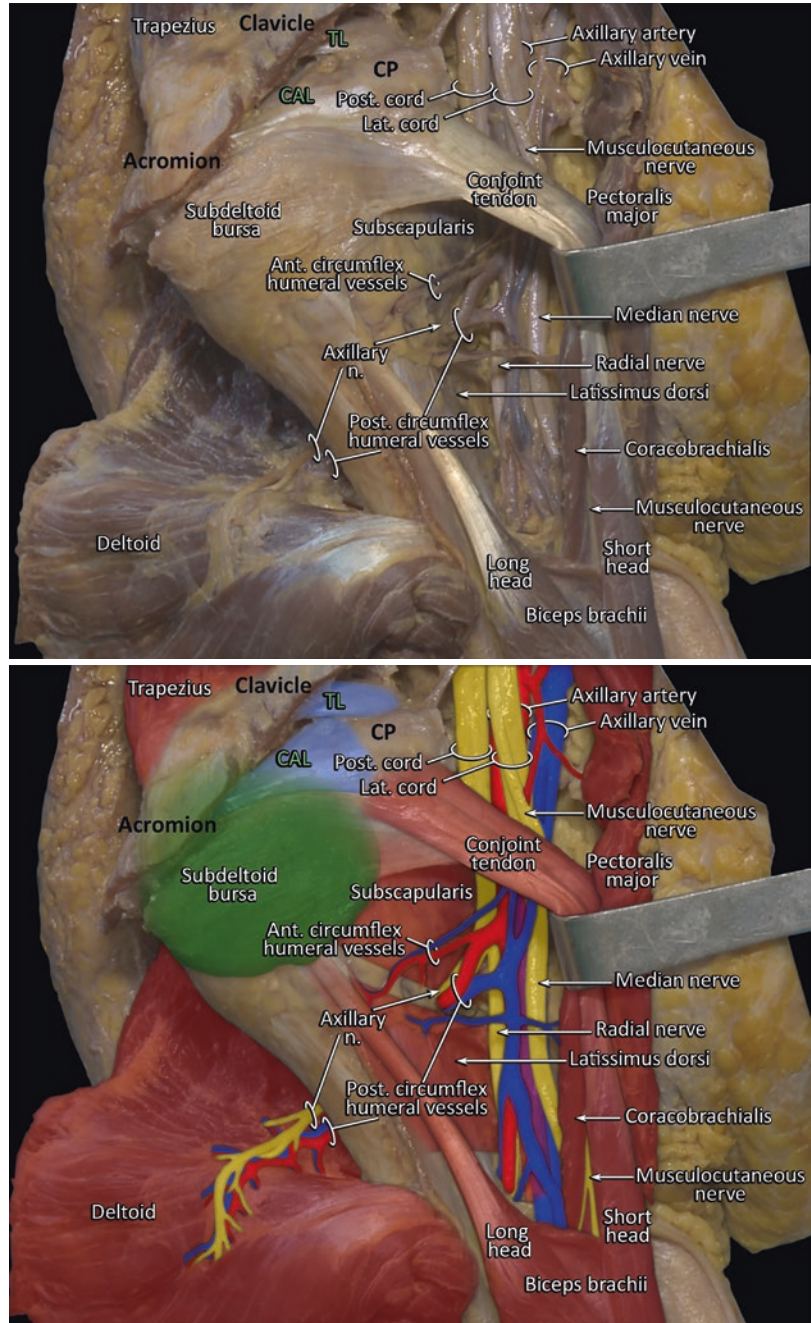 Trapezius
Clavicle
TL
CP
CAL
Axillary artery
Axillary vein
Post. cord
Lat. cord
Musculocutaneous
nerve
Acromion
Conjoint
tendon
Pectoralis
major
Subdeltoid
bursa
Subscapularis
Ant. circumflex
humeral vessels
Median nerve
Axillary
n.
Radial nerve
Latissimus dorsi
Post. circumflex
humeral vessels
Coracobrachialis
Musculocutaneous
nerve
Deltoid
Long
head
Short
head
Biceps brachii
Trapezius
Clavicle
TL
CP
CAL
Axillary artery
Axillary vein
Post. cord
Lat. cord
Musculocutaneous
nerve
Acromion
Conjoint
tendon
Pectoralis
major
Subdeltoid
bursa
Subscapularis
Ant. circumflex
humeral vessels
Median nerve
Axillary
n.
Radial nerve
Latissimus dorsi
Post. circumflex
humeral vessels
Coracobrachialis
Musculocutaneous
nerve
Deltoid
Long
head
Short
head
Biceps brachii